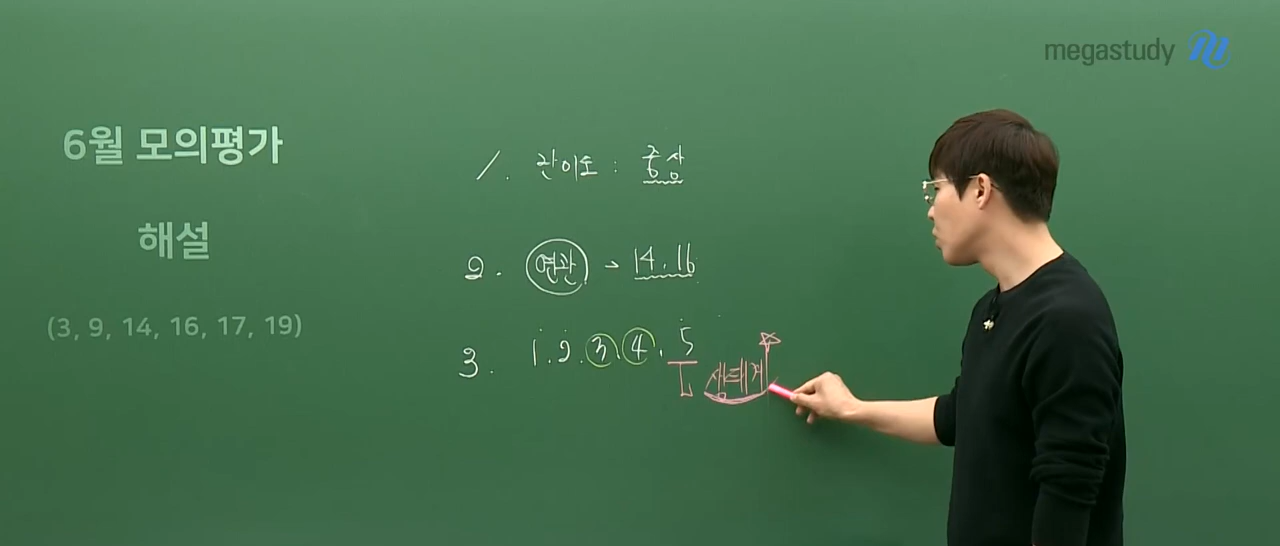 megastudy
6월 모의평가
해설
(3, 9, 14, 16, 17, 19)
1. 난이도 : 중상
2. 연관 → 14. 16
3. 1. 2. 3. 4. 5
생태계